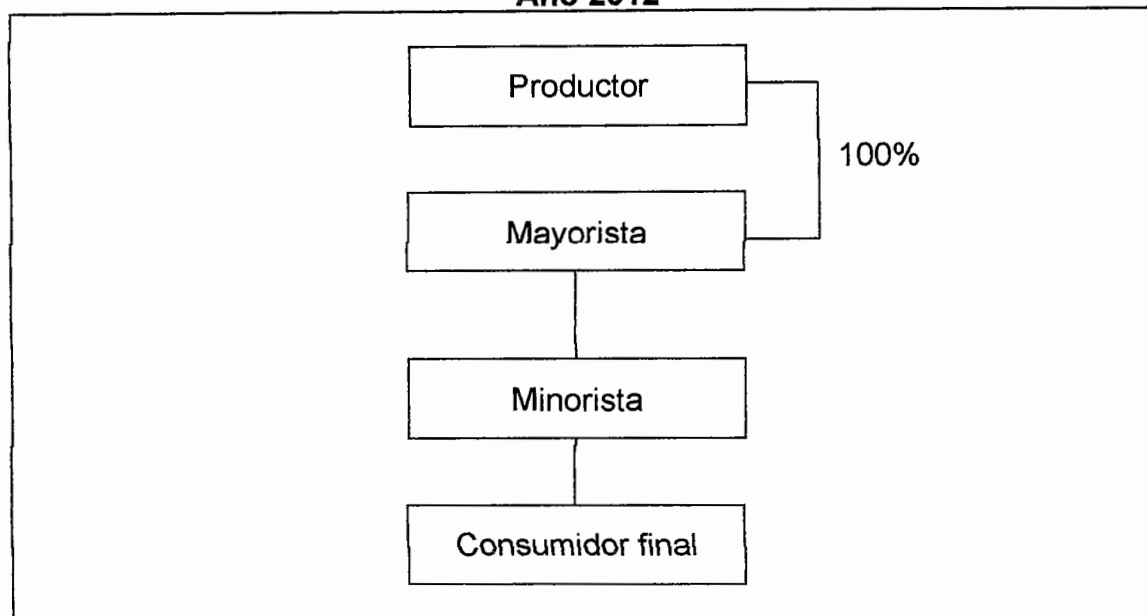 Año 2012
Productor
100%
Mayorista
Minorista
Consumidor final